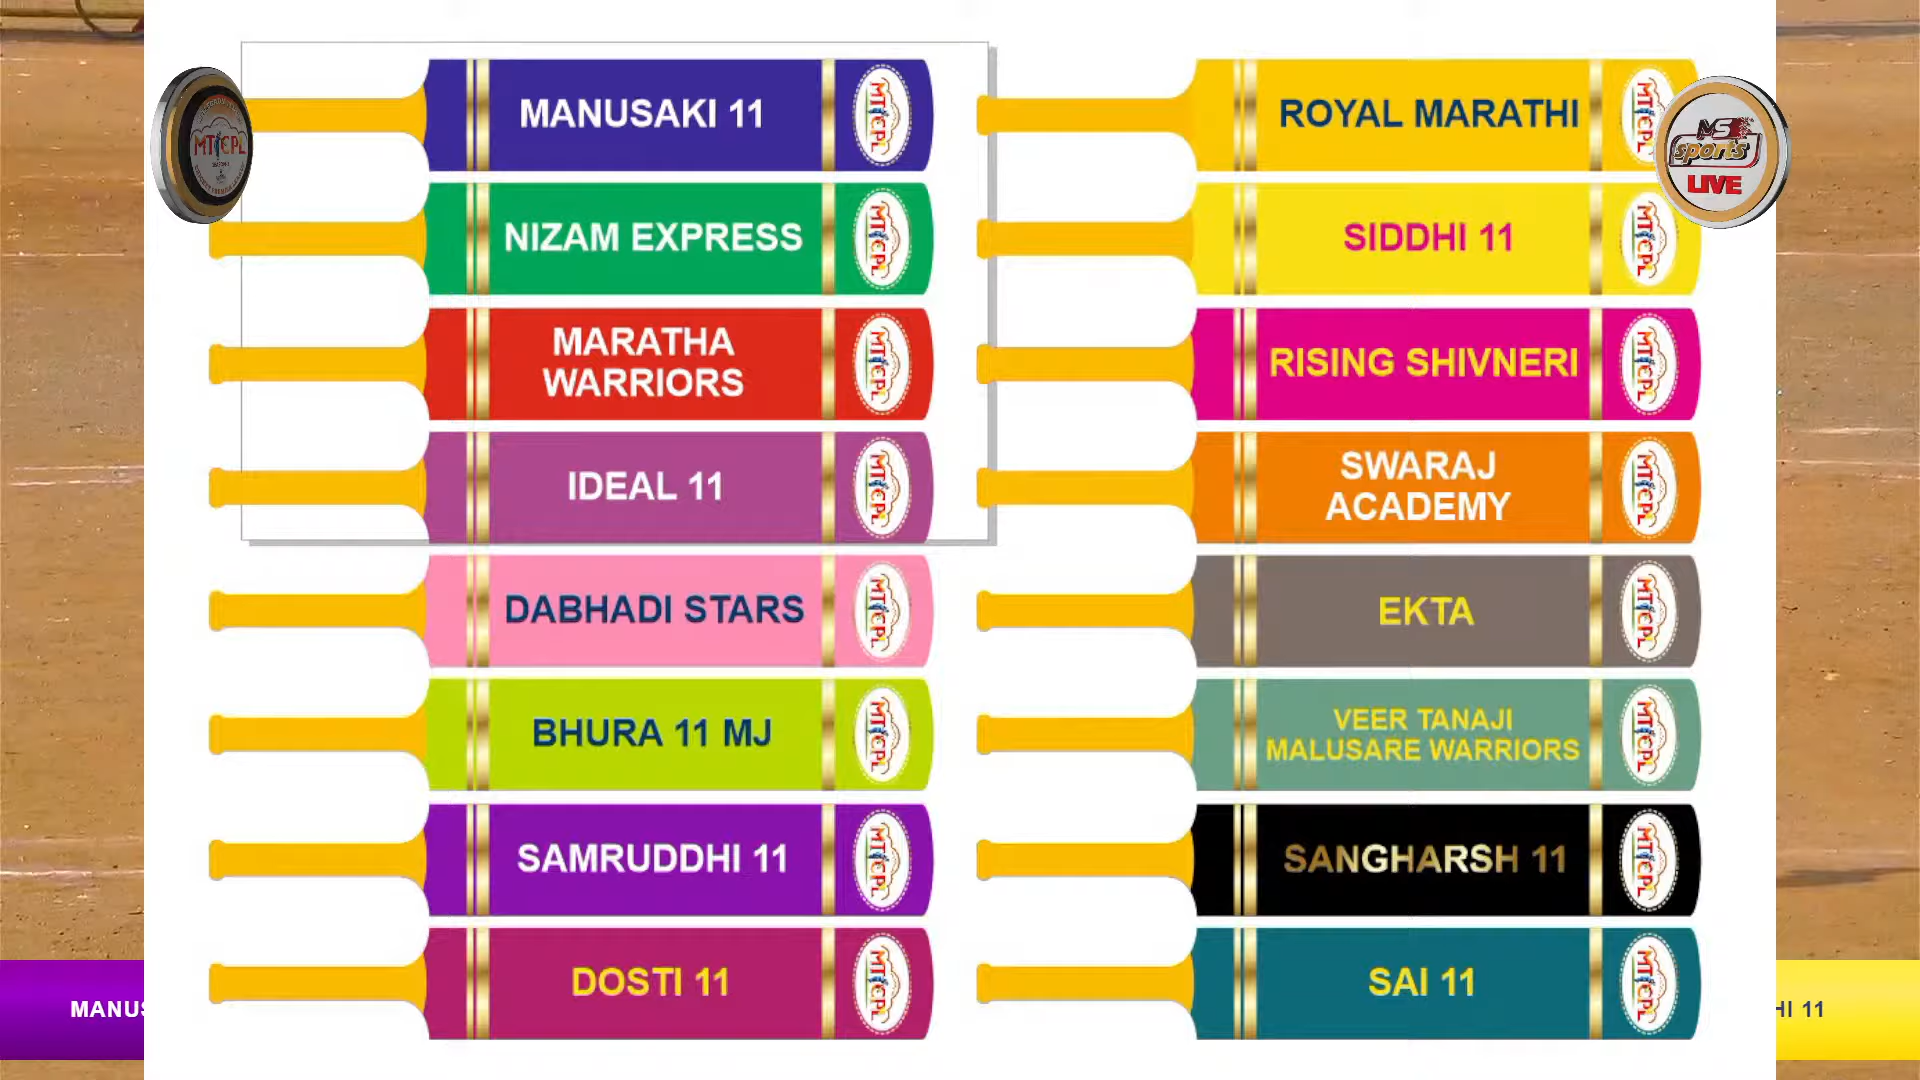 MANUSAKI 11
NIZAM EXPRESS
MARATHA
WARRIORS
IDEAL 11
DABHADI STARS
BHURA 11 MJ
SAMRUDDHI 11
DOSTI 11
ROYAL MARATHI
SIDDHI 11
RISING SHIVNERI
SWARAJ
ACADEMY
EKTA
VEER TANAJI
MALUSARE WARRIORS
SANGHARSH 11
SAI 11
MTCPL
MS
sports
LIVE
MANUS
HI 11